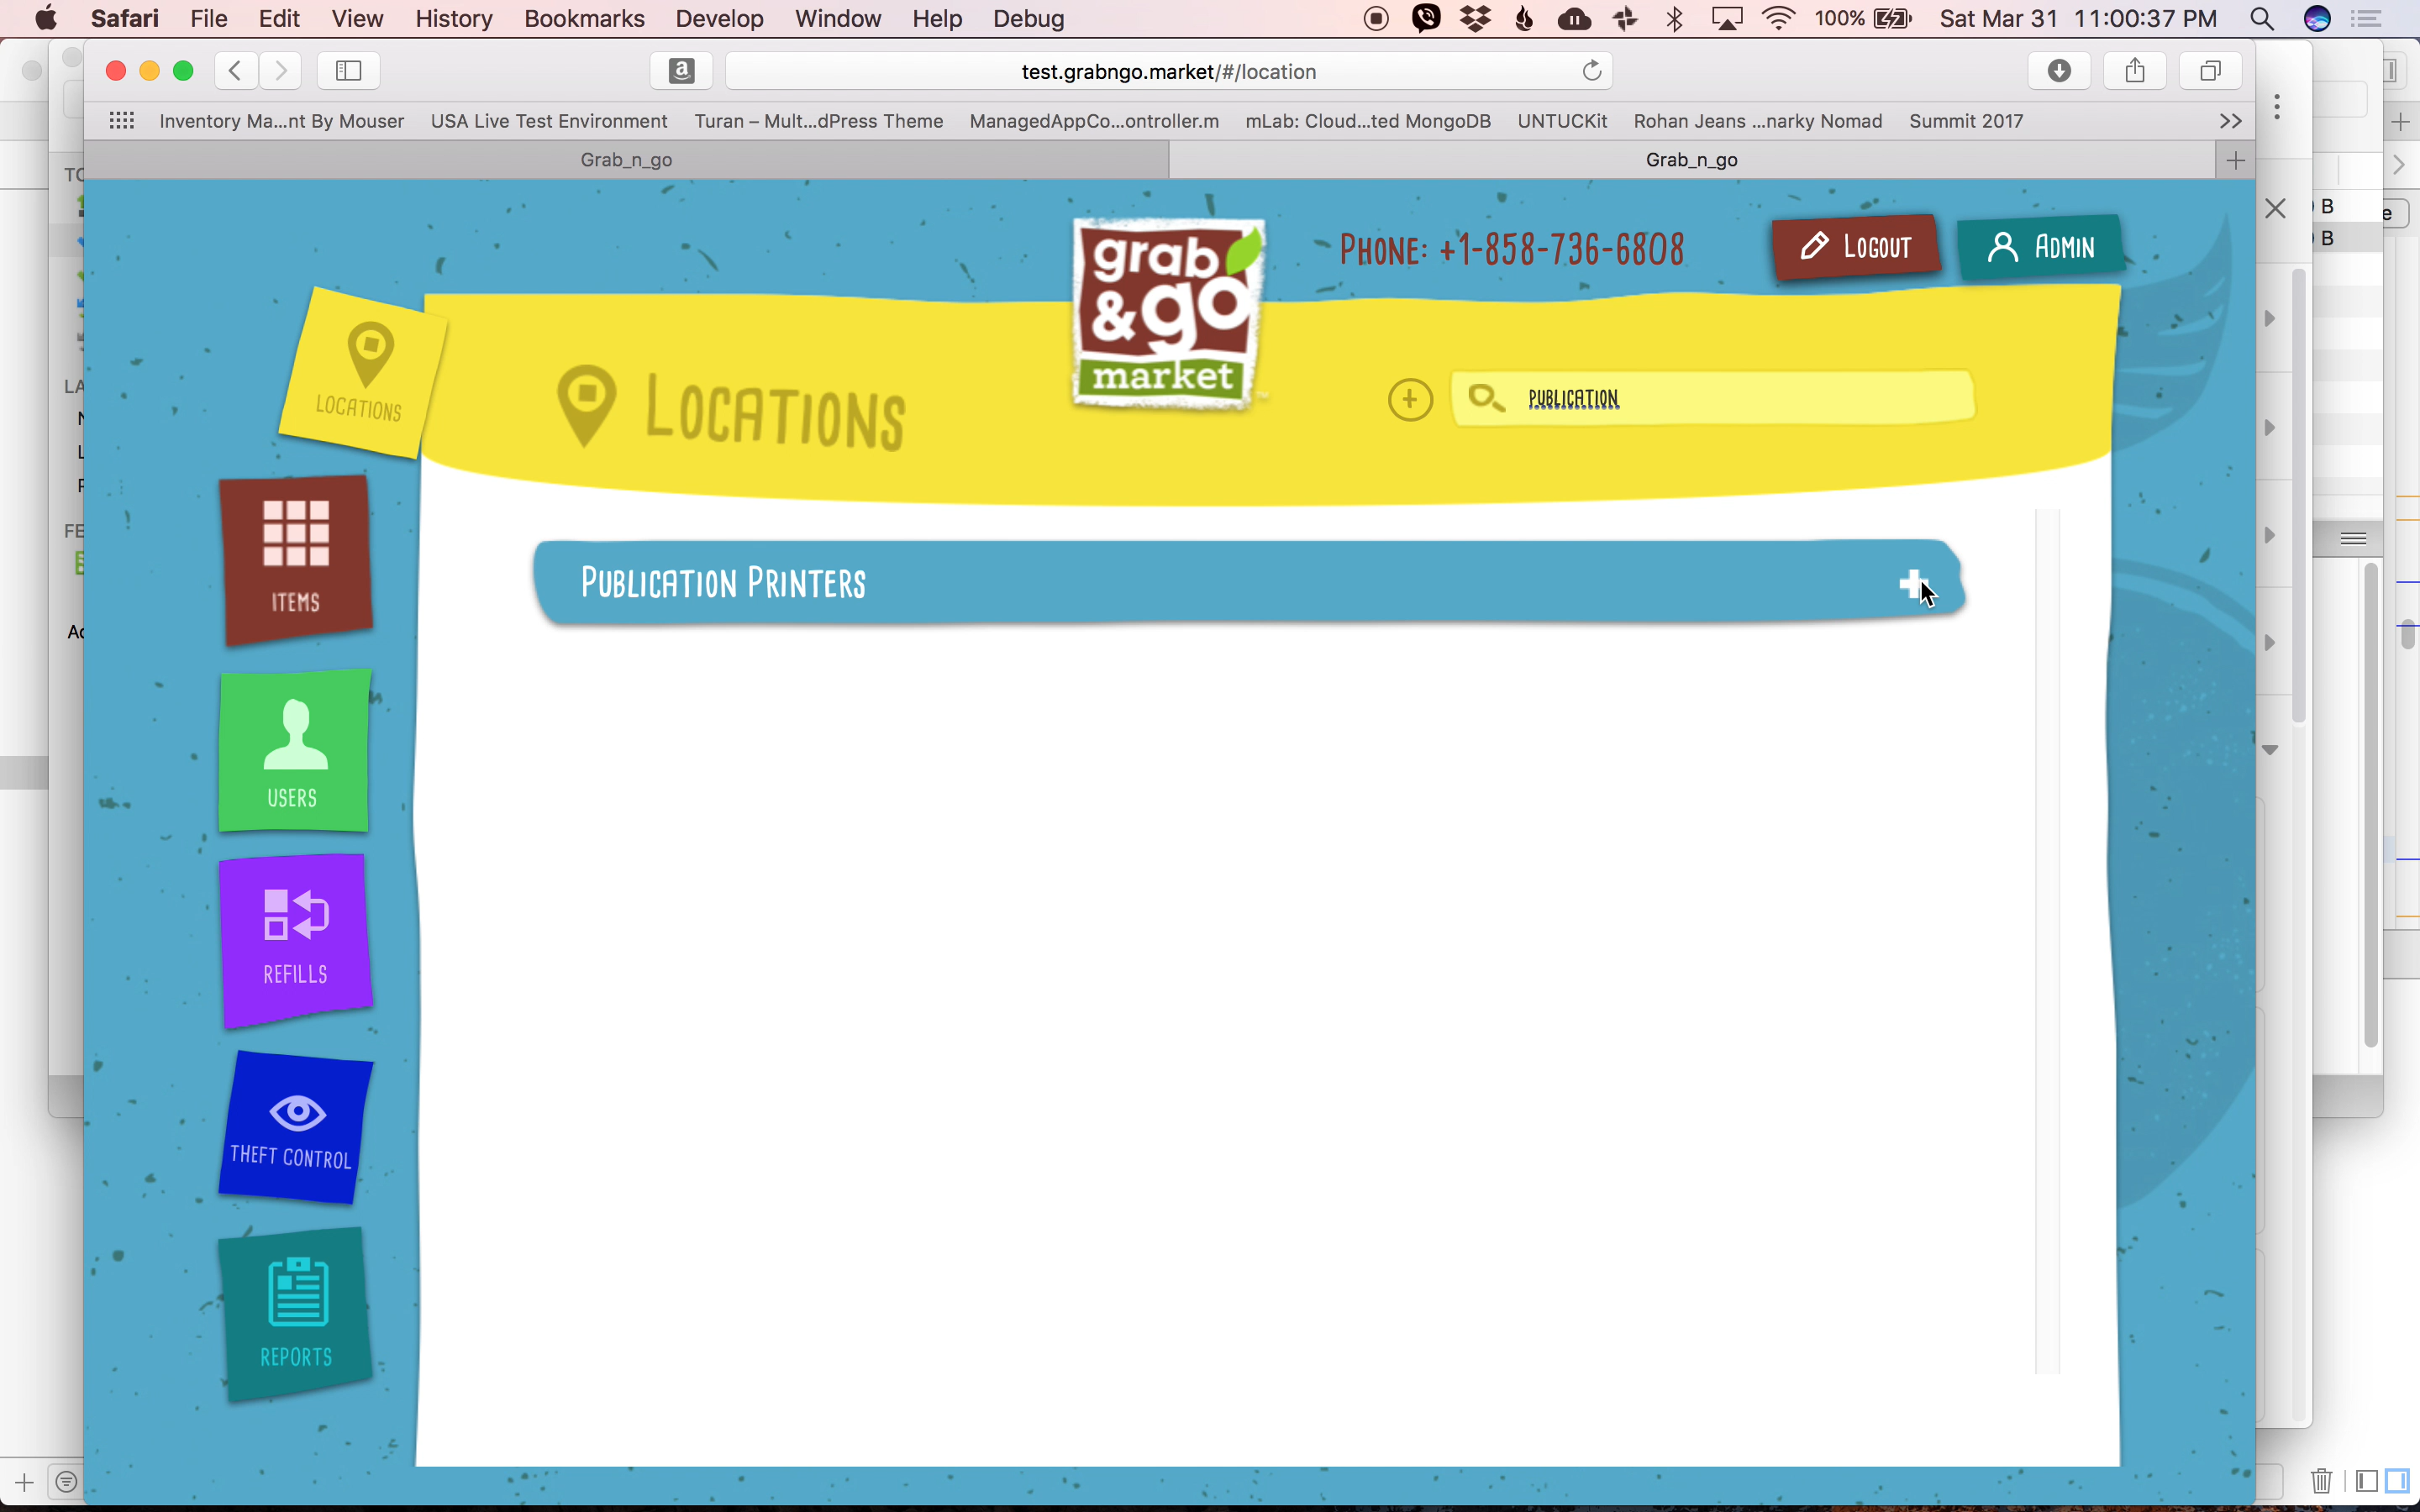 Safari File Edit View History Bookmarks Develop Window Help Debug 100% Sat Mar 31 11:00:37 PM
test.grabngo.market/#/location
Inventory Ma...nt By Mouser USA Live Test Environment Turan – Mult...dPress Theme ManagedAppCo...ontroller.m mLab: Cloud...ted MongoDB UNTUCKit Rohan Jeans ...narky Nomad Summit 2017
Grab_n_go Grab_n_go
grab
&go
market
Phone: +1-858-736-6808
Logout
Admin
Locations
Locations
publication
Items
Publication Printers
Users
Refills
Theft Control
Reports